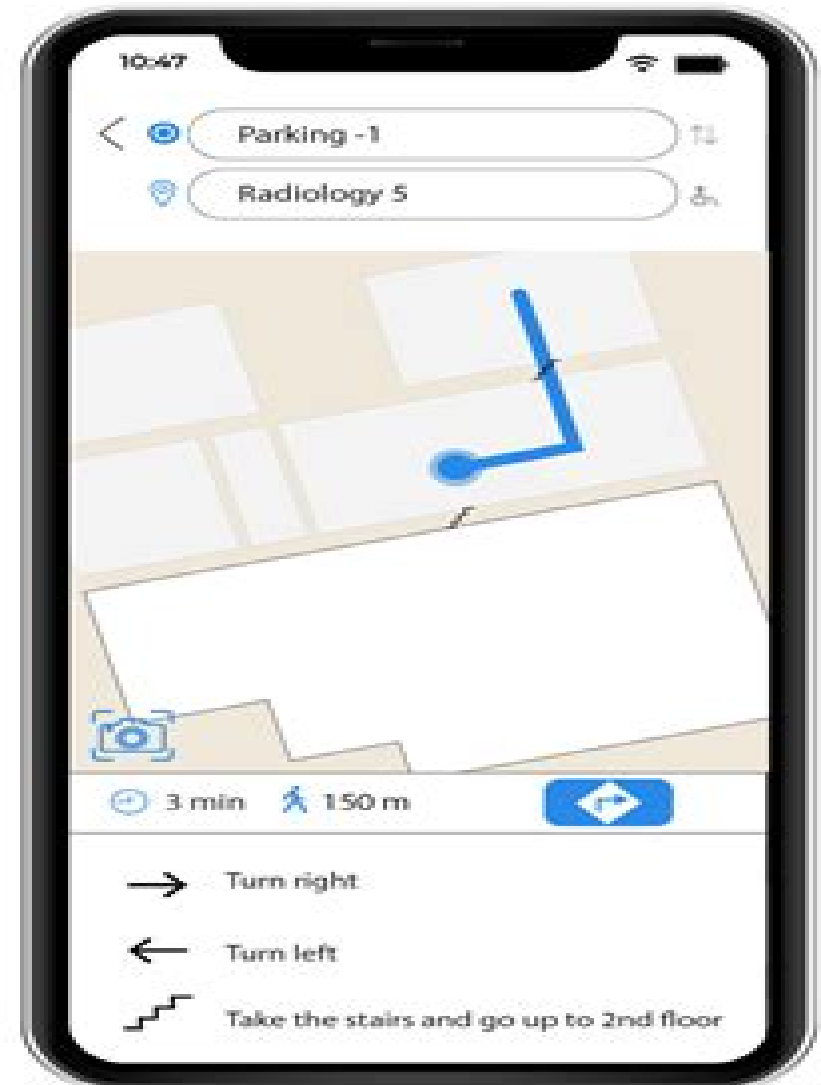 10:47
Parking -1
Radiology 5
3 min 150 m
Turn right
Turn left
Take the stairs and go up to 2nd floor